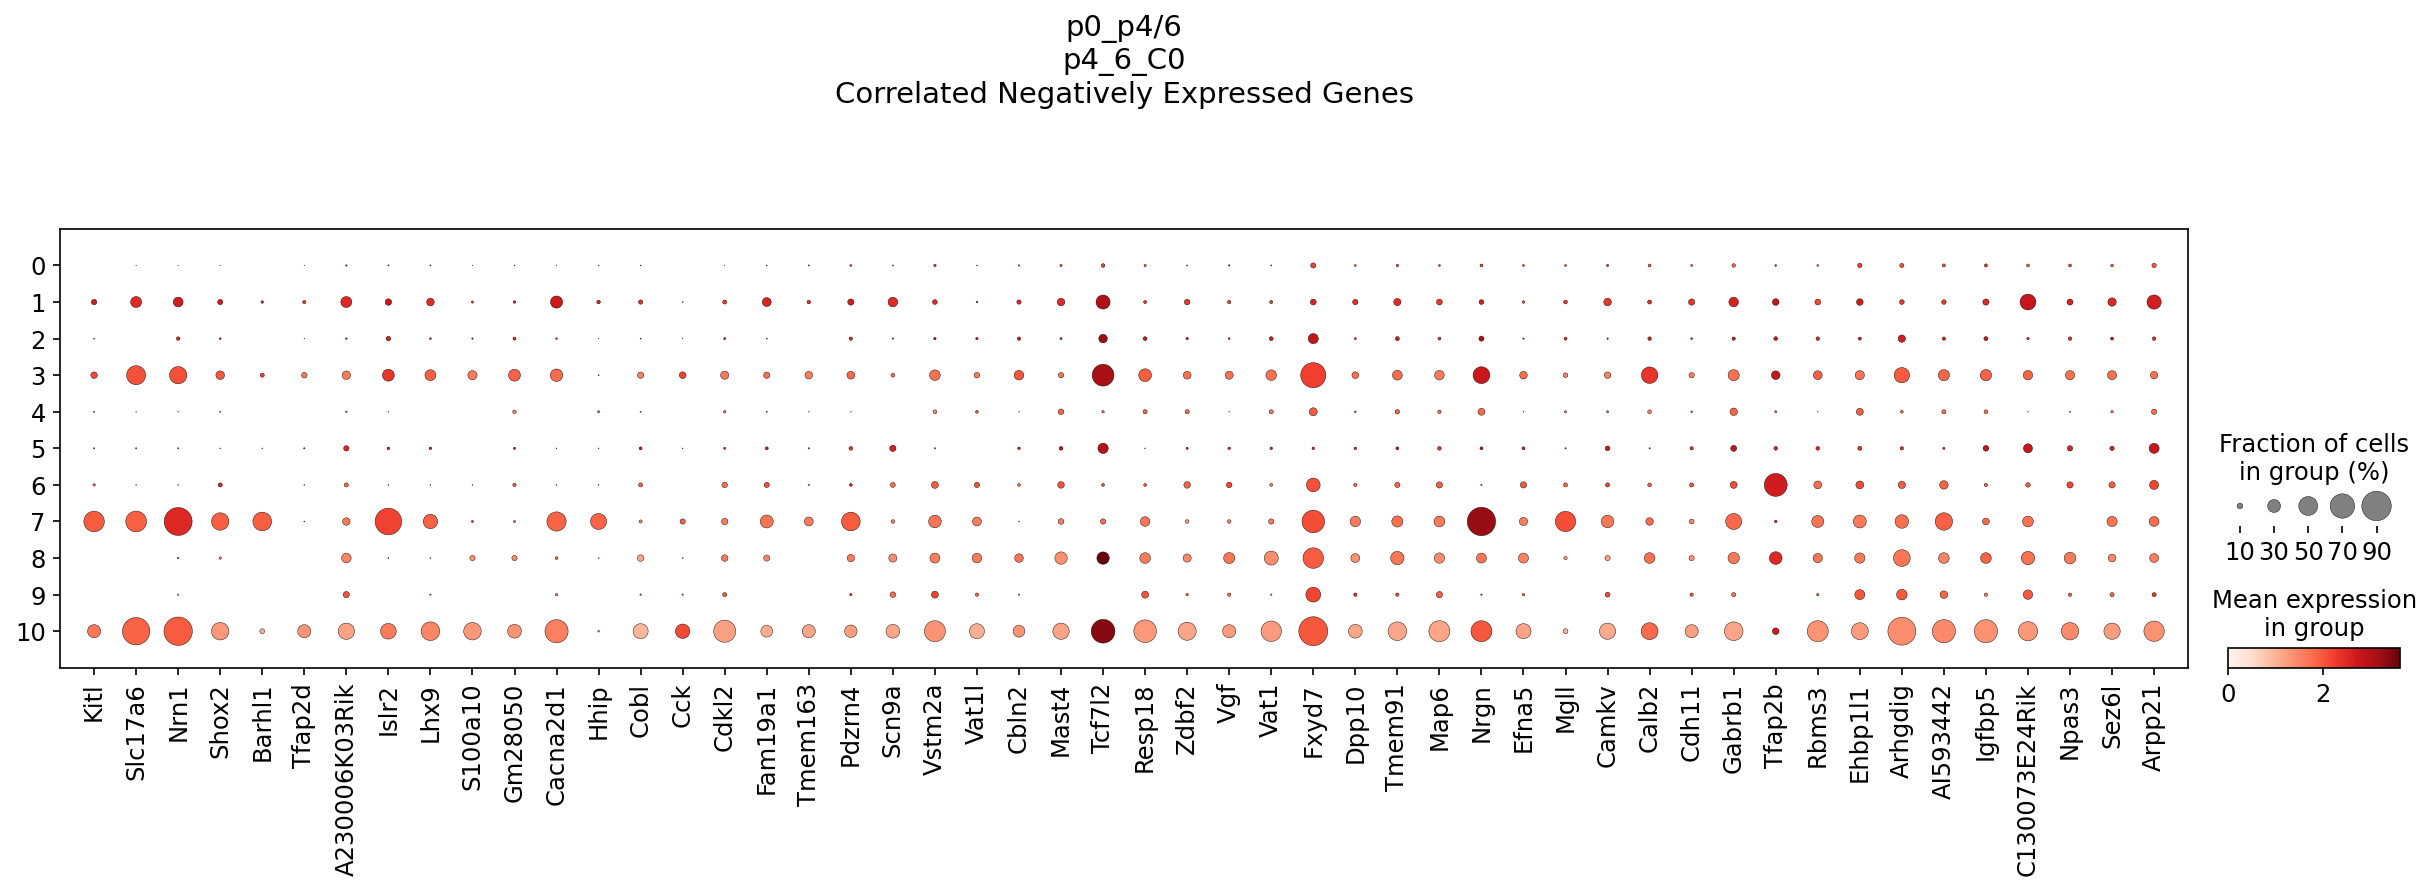 p0_p4/6
p4_6_C0
Correlated Negatively Expressed Genes
0
1
2
3
4
5
6
7
8
9
10
Kitl
Slc17a6
Nrn1
Shox2
Barhl1
Tfap2d
A230006K03Rik
Islr2
Lhx9
S100a10
Gm28050
Cacna2d1
Hhip
Cobl
Cck
Cdkl2
Fam19a1
Tmem163
Pdzrn4
Scn9a
Vstm2a
Vat1l
Cbln2
Mast4
Tcf7l2
Resp18
Zdbf2
Vgf
Vat1
Fxyd7
Dpp10
Tmem91
Map6
Nrgn
Efna5
Mgll
Camkv
Calb2
Cdh11
Gabrb1
Tfap2b
Rbms3
Ehbp1l1
Arhgdig
AI593442
Igfbp5
C130073E24Rik
Npas3
Sez6l
Arpp21
Fraction of cells
in group (%)
10 30 50 70 90
Mean expression
in group
0 2